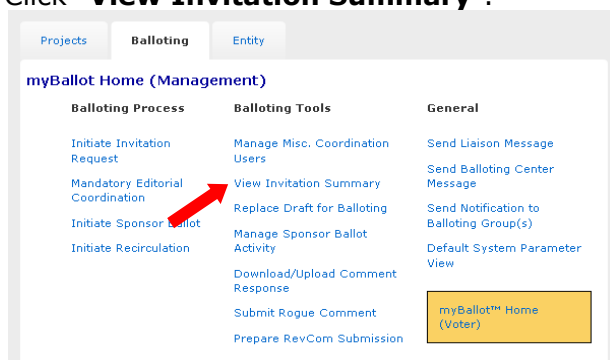 Click "View Invitation Summary".
Projects Balloting Entity
myBallot Home (Management)
Balloting Process
Initiate Invitation
Request
Mandatory Editorial
Coordination
Initiate Sponsor Ballot
Initiate Recirculation
Balloting Tools
Manage Misc. Coordination
Users
View Invitation Summary
Replace Draft for Balloting
Manage Sponsor Ballot
Activity
Download/Upload Comment
Response
Submit Rogue Comment
Prepare RevCom Submission
General
Send Liaison Message
Send Balloting Center
Message
Send Notification to
Balloting Group(s)
Default System Parameter
View
myBallot™ Home
(Voter)